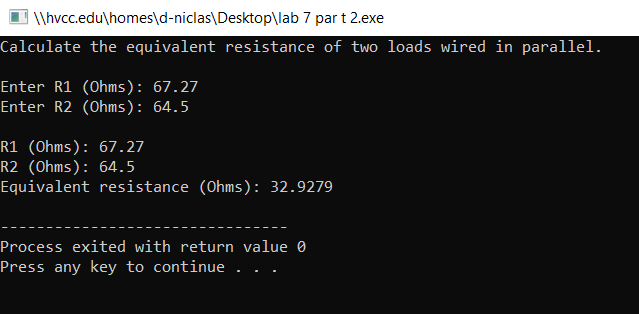 \\hvcc.edu\homes\d-niclas\Desktop\lab 7 par t 2.exe
Calculate the equivalent resistance of two loads wired in parallel.
Enter R1 (Ohms): 67.27
Enter R2 (Ohms): 64.5
R1 (Ohms): 67.27
R2 (Ohms): 64.5
Equivalent resistance (Ohms): 32.9279
--------------------------------
Process exited with return value 0
Press any key to continue . . .